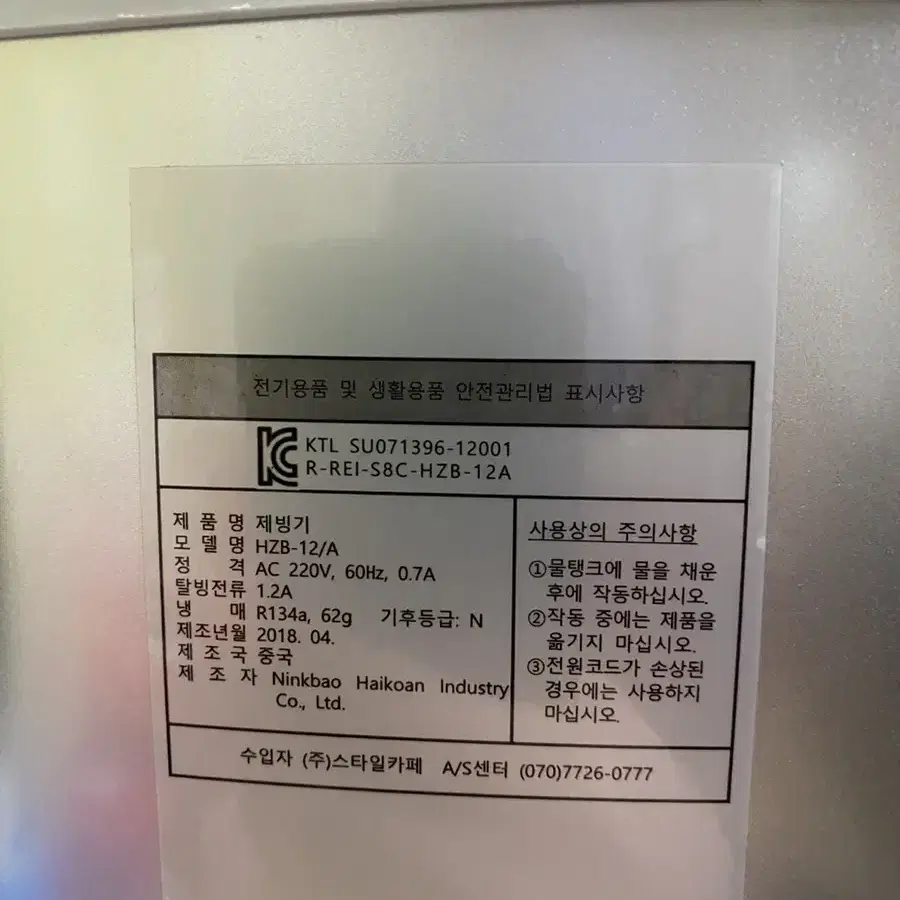 전기용품 및 생활용품 안전관리법 표시사항
KC KTL SU071396-12001
R-REI-S8C-HZB-12A
제 품 명 제빙기
모 델 명 HZB-12/A
정 격 AC 220V, 60Hz, 0.7A
탈빙전류 1.2A
냉 매 R134a, 62g 기후등급: N
제조년월 2018. 04.
제 조 국 중국
제 조 자 Ninkbao Haikoan Industry
Co., Ltd.
사용상의 주의사항
①물탱크에 물을 채운
후에 작동하십시오.
②작동 중에는 제품을
옮기지 마십시오.
③전원코드가 손상된
경우에는 사용하지
마십시오.
수입자 (주)스타일카페 A/S센터 (070)7726-0777